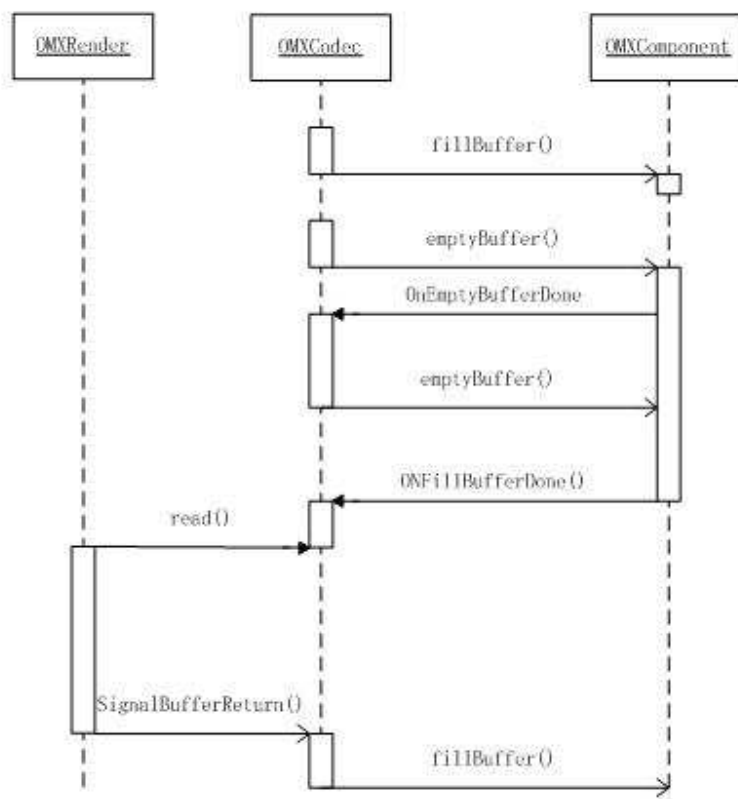 OMXRender
OMXCodec
OMXComponent
fillBuffer()
emptyBuffer()
OnEmptyBufferDone
emptyBuffer()
ONFillBufferDone()
read()
SignalBufferReturn()
fillBuffer()